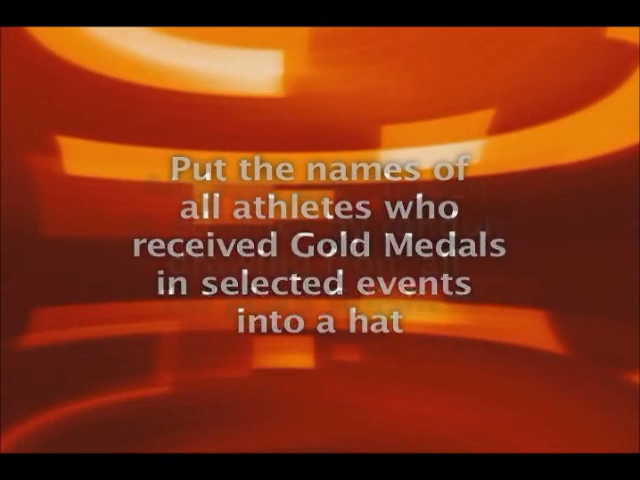 Put the names of
all athletes who
received Gold Medals
in selected events
into a hat